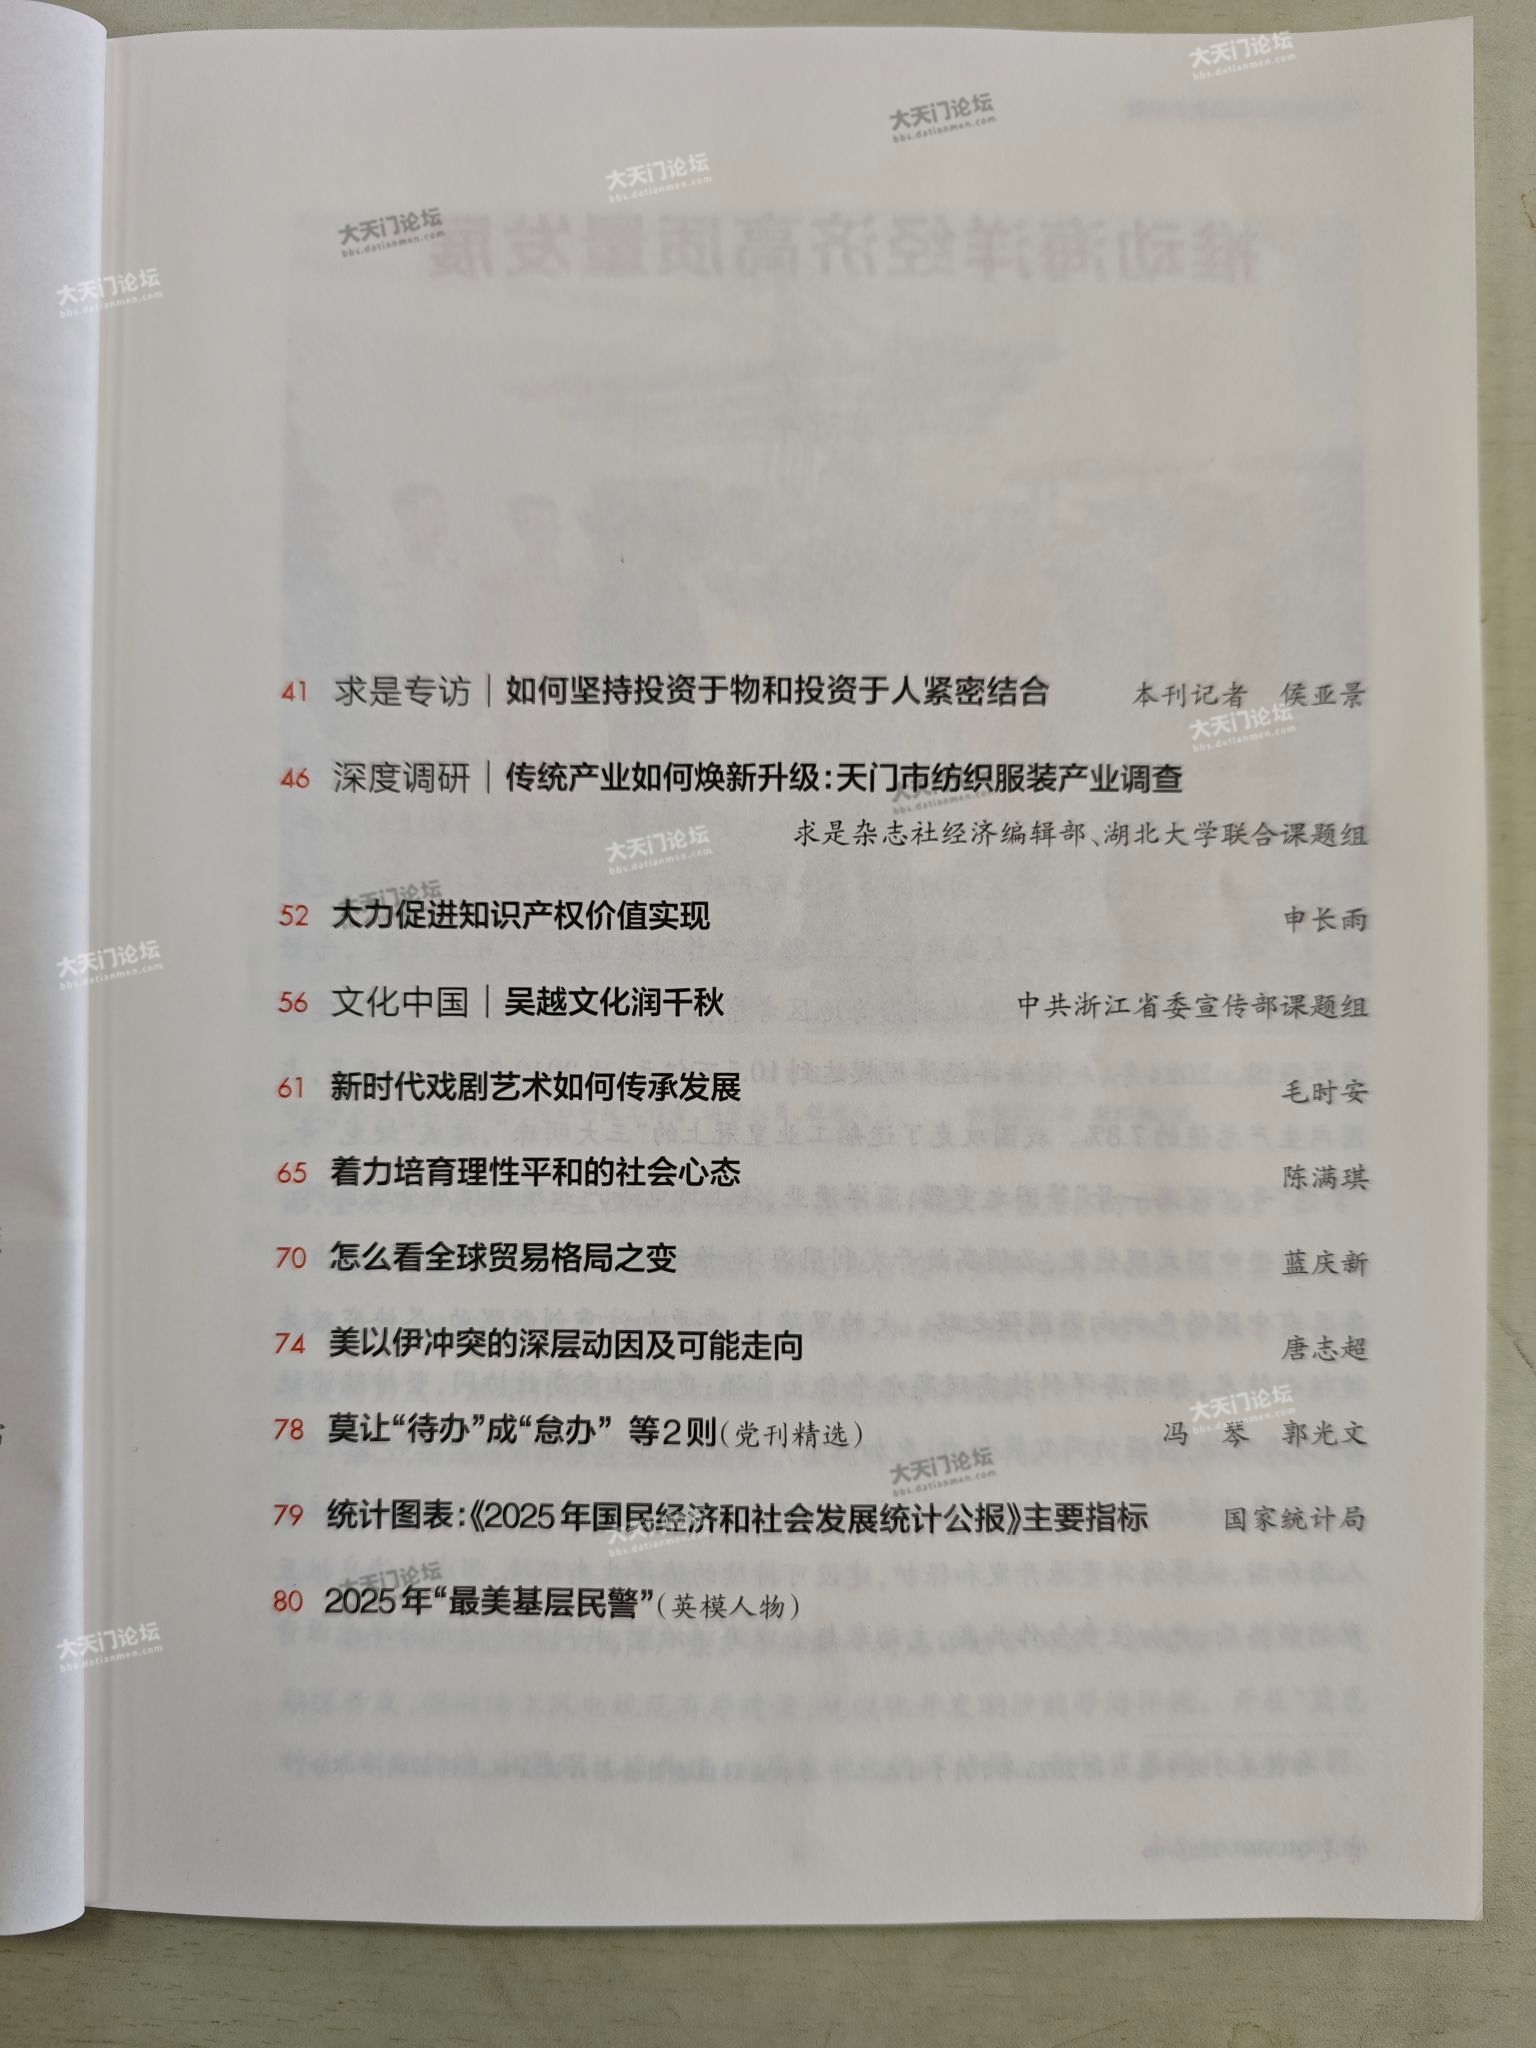 41 求是专访｜如何坚持投资于物和投资于人紧密结合 本刊记者 侯亚景
46 深度调研｜传统产业如何焕新升级：天门市纺织服装产业调查
求是杂志社经济编辑部、湖北大学联合课题组
52 大力促进知识产权价值实现 申长雨
56 文化中国｜吴越文化润千秋 中共浙江省委宣传部课题组
61 新时代戏剧艺术如何传承发展 毛时安
65 着力培育理性平和的社会心态 陈满琪
70 怎么看全球贸易格局之变 蓝庆新
74 美以伊冲突的深层动因及可能走向 唐志超
78 莫让“待办”成“怠办” 等2则（党刊精选） 冯 琴 郭光文
79 统计图表：《2025年国民经济和社会发展统计公报》主要指标 国家统计局
80 2025年“最美基层民警”（英模人物）
大天门论坛
bbs.datianmen.com